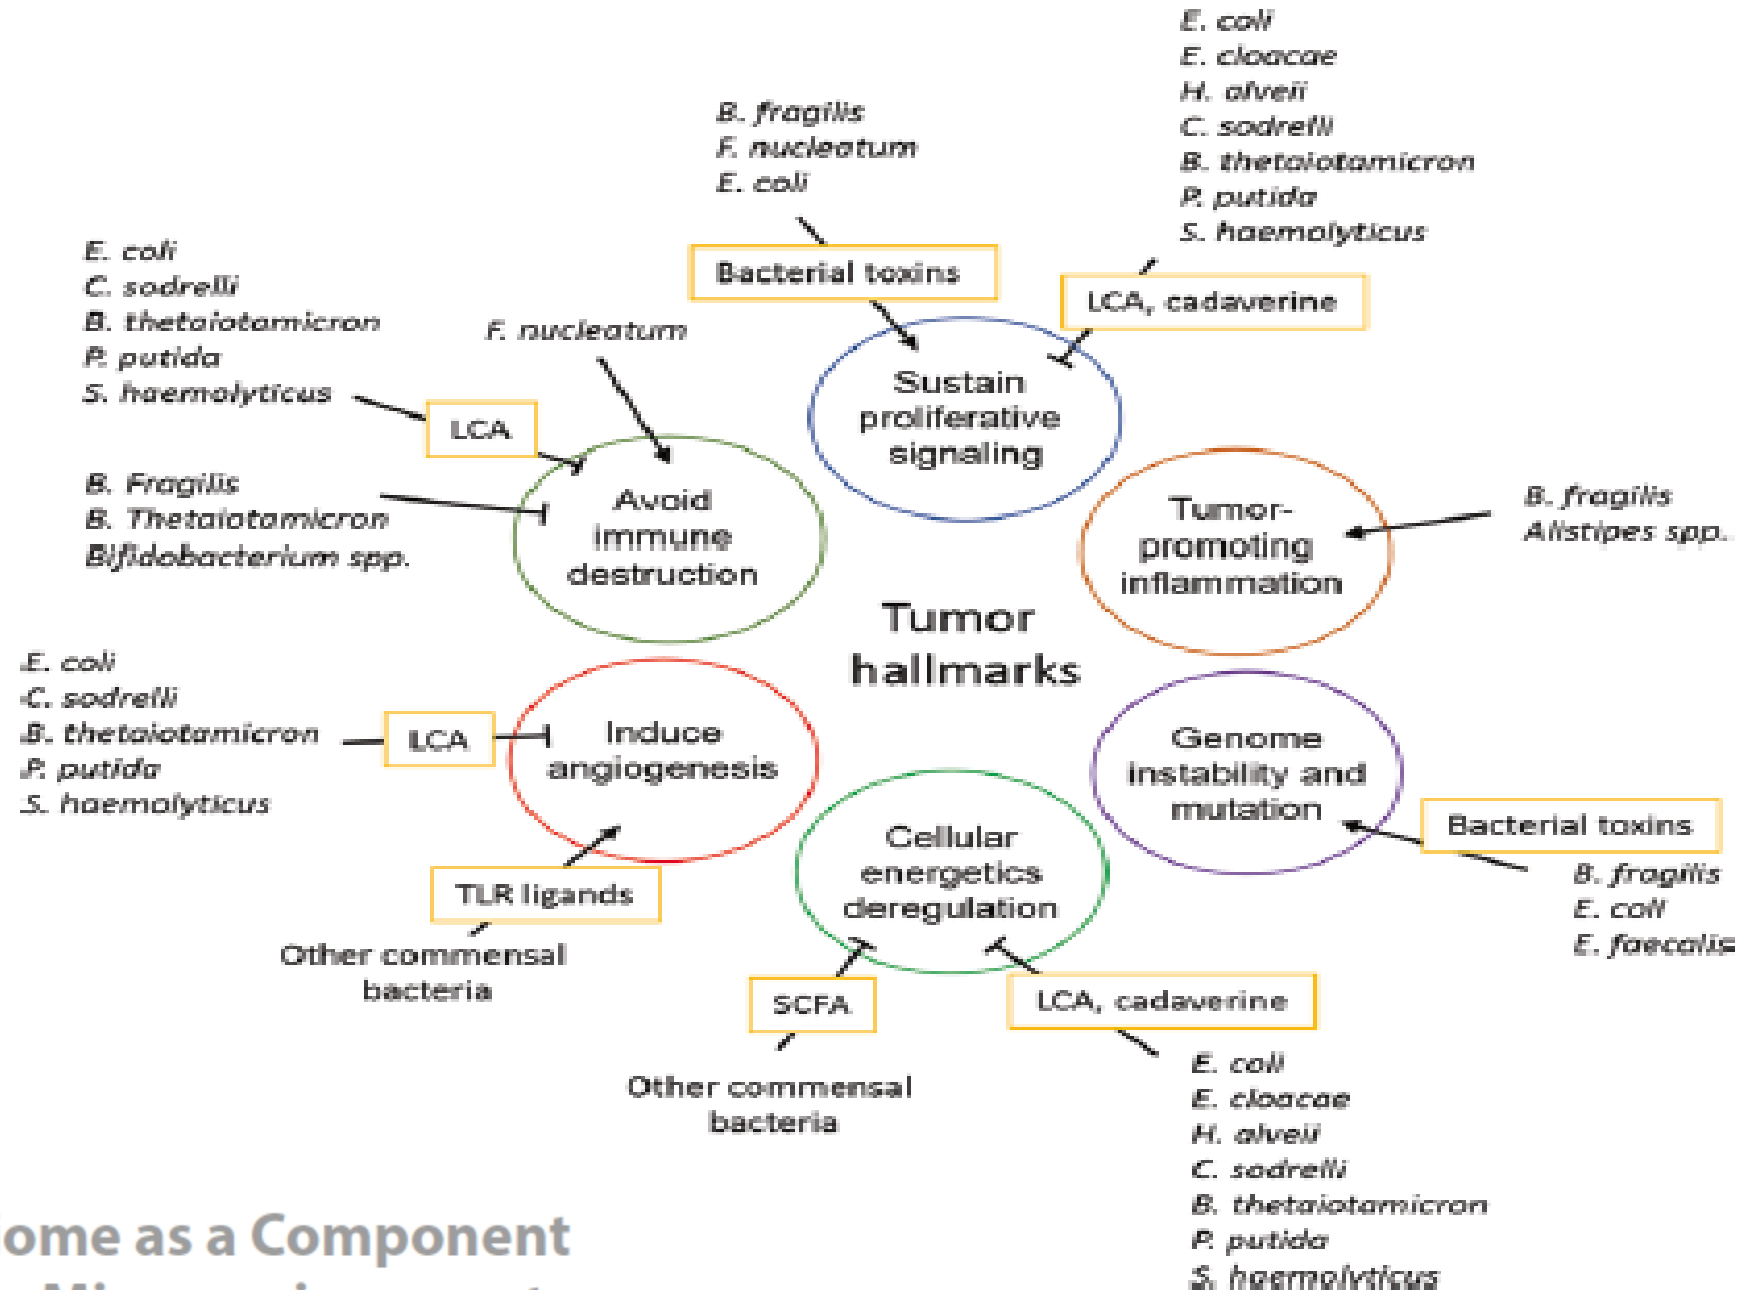 E. coli
E. cloacae
H. alveii
C. sodrelli
B. thetaiotamicron
P. putida
S. haemolyticus
B. fragilis
F. nucleatum
E. coli
Bacterial toxins
LCA, cadaverine
E. coli
C. sodrelli
B. thetaiotamicron
P. putida
S. haemolyticus
F. nucleatum
LCA
B. Fragilis
B. Thetaiotamicron
Bifidobacterium spp.
Sustain
proliferative
signaling
Avoid
immune
destruction
Tumor-
promoting
inflammation
B. fragilis
Alistipes spp.
Tumor
hallmarks
E. coli
C. sodrelli
B. thetaiotamicron
P. putida
S. haemolyticus
LCA
Induce
angiogenesis
Genome
instability and
mutation
Bacterial toxins
B. fragilis
E. coli
E. faecalis
Cellular
energetics
deregulation
TLR ligands
Other commensal
bacteria
SCFA
LCA, cadaverine
Other commensal
bacteria
E. coli
E. cloacae
H. alveii
C. sodrelli
B. thetaiotamicron
P. putida
S. haemolyticus
ome as a Component